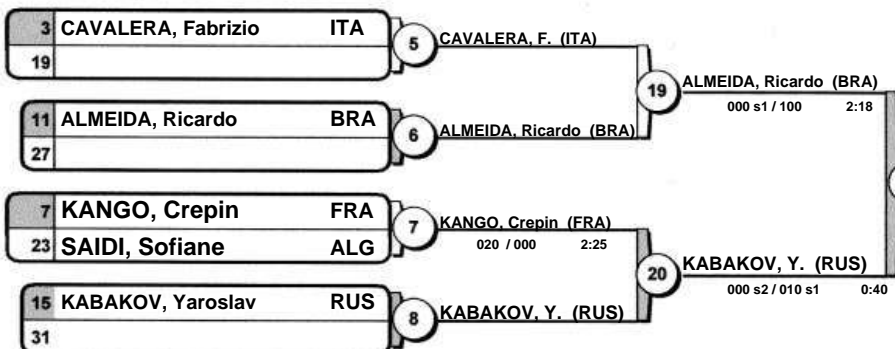 3 CAVALERA, Fabrizio ITA
19
5
CAVALERA, F. (ITA)
11 ALMEIDA, Ricardo BRA
27
6
ALMEIDA, Ricardo (BRA)
19
ALMEIDA, Ricardo (BRA)
000 s1 / 100 2:18
7 KANGO, Crepin FRA
23 SAIDI, Sofiane ALG
7
KANGO, Crepin (FRA)
020 / 000 2:25
15 KABAKOV, Yaroslav RUS
31
8
KABAKOV, Y. (RUS)
20
KABAKOV, Y. (RUS)
000 s2 / 010 s1 0:40